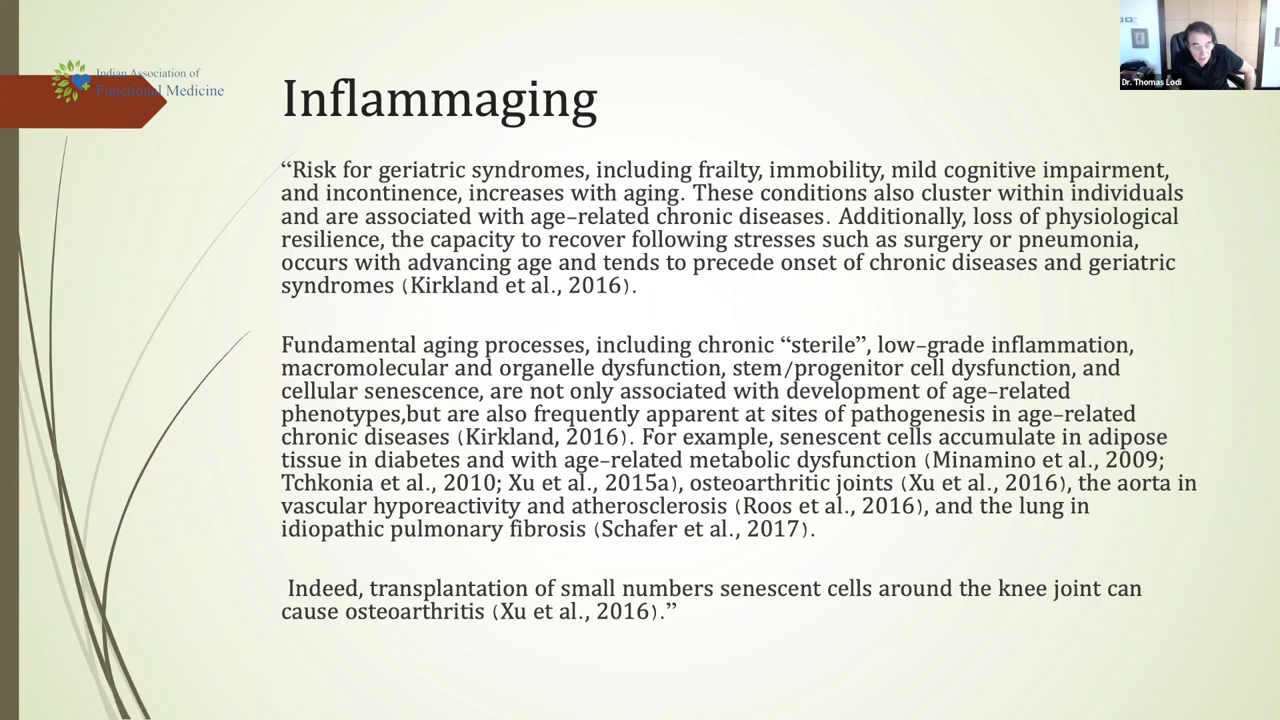 Indian Association of
Functional Medicine
Dr. Thomas Lodi
Inflammaging
“Risk for geriatric syndromes, including frailty, immobility, mild cognitive impairment,
and incontinence, increases with aging. These conditions also cluster within individuals
and are associated with age–related chronic diseases. Additionally, loss of physiological
resilience, the capacity to recover following stresses such as surgery or pneumonia,
occurs with advancing age and tends to precede onset of chronic diseases and geriatric
syndromes (Kirkland et al., 2016).
Fundamental aging processes, including chronic “sterile”, low–grade inflammation,
macromolecular and organelle dysfunction, stem/progenitor cell dysfunction, and
cellular senescence, are not only associated with development of age–related
phenotypes,but are also frequently apparent at sites of pathogenesis in age–related
chronic diseases (Kirkland, 2016). For example, senescent cells accumulate in adipose
tissue in diabetes and with age–related metabolic dysfunction (Minamino et al., 2009;
Tchkonia et al., 2010; Xu et al., 2015a), osteoarthritic joints (Xu et al., 2016), the aorta in
vascular hyporeactivity and atherosclerosis (Roos et al., 2016), and the lung in
idiopathic pulmonary fibrosis (Schafer et al., 2017).
Indeed, transplantation of small numbers senescent cells around the knee joint can
cause osteoarthritis (Xu et al., 2016).”